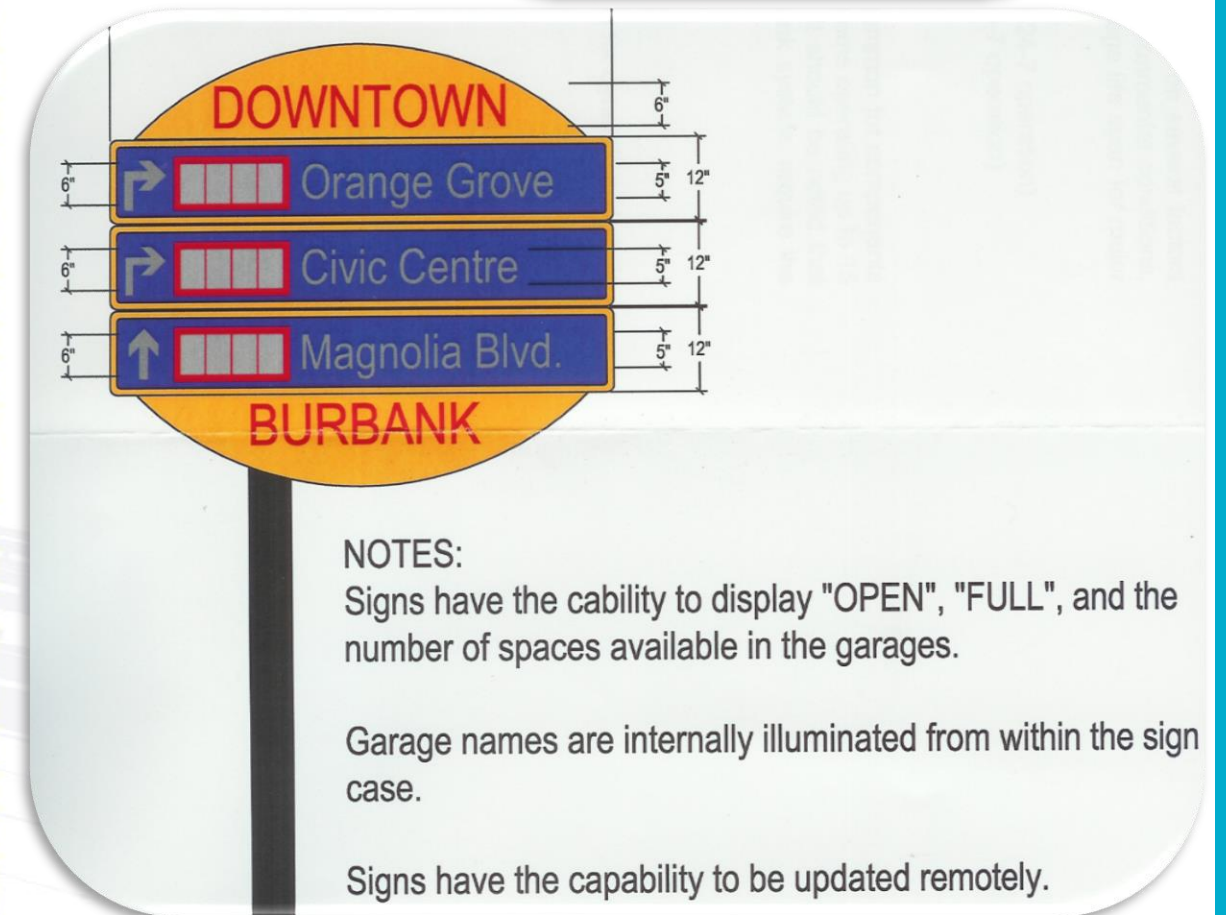 DOWNTOWN
6"
6" Orange Grove 5" 12"
6" Civic Centre 5" 12"
6" Magnolia Blvd. 5" 12"
BURBANK
NOTES:
Signs have the cability to display "OPEN", "FULL", and the
number of spaces available in the garages.
Garage names are internally illuminated from within the sign
case.
Signs have the capability to be updated remotely.